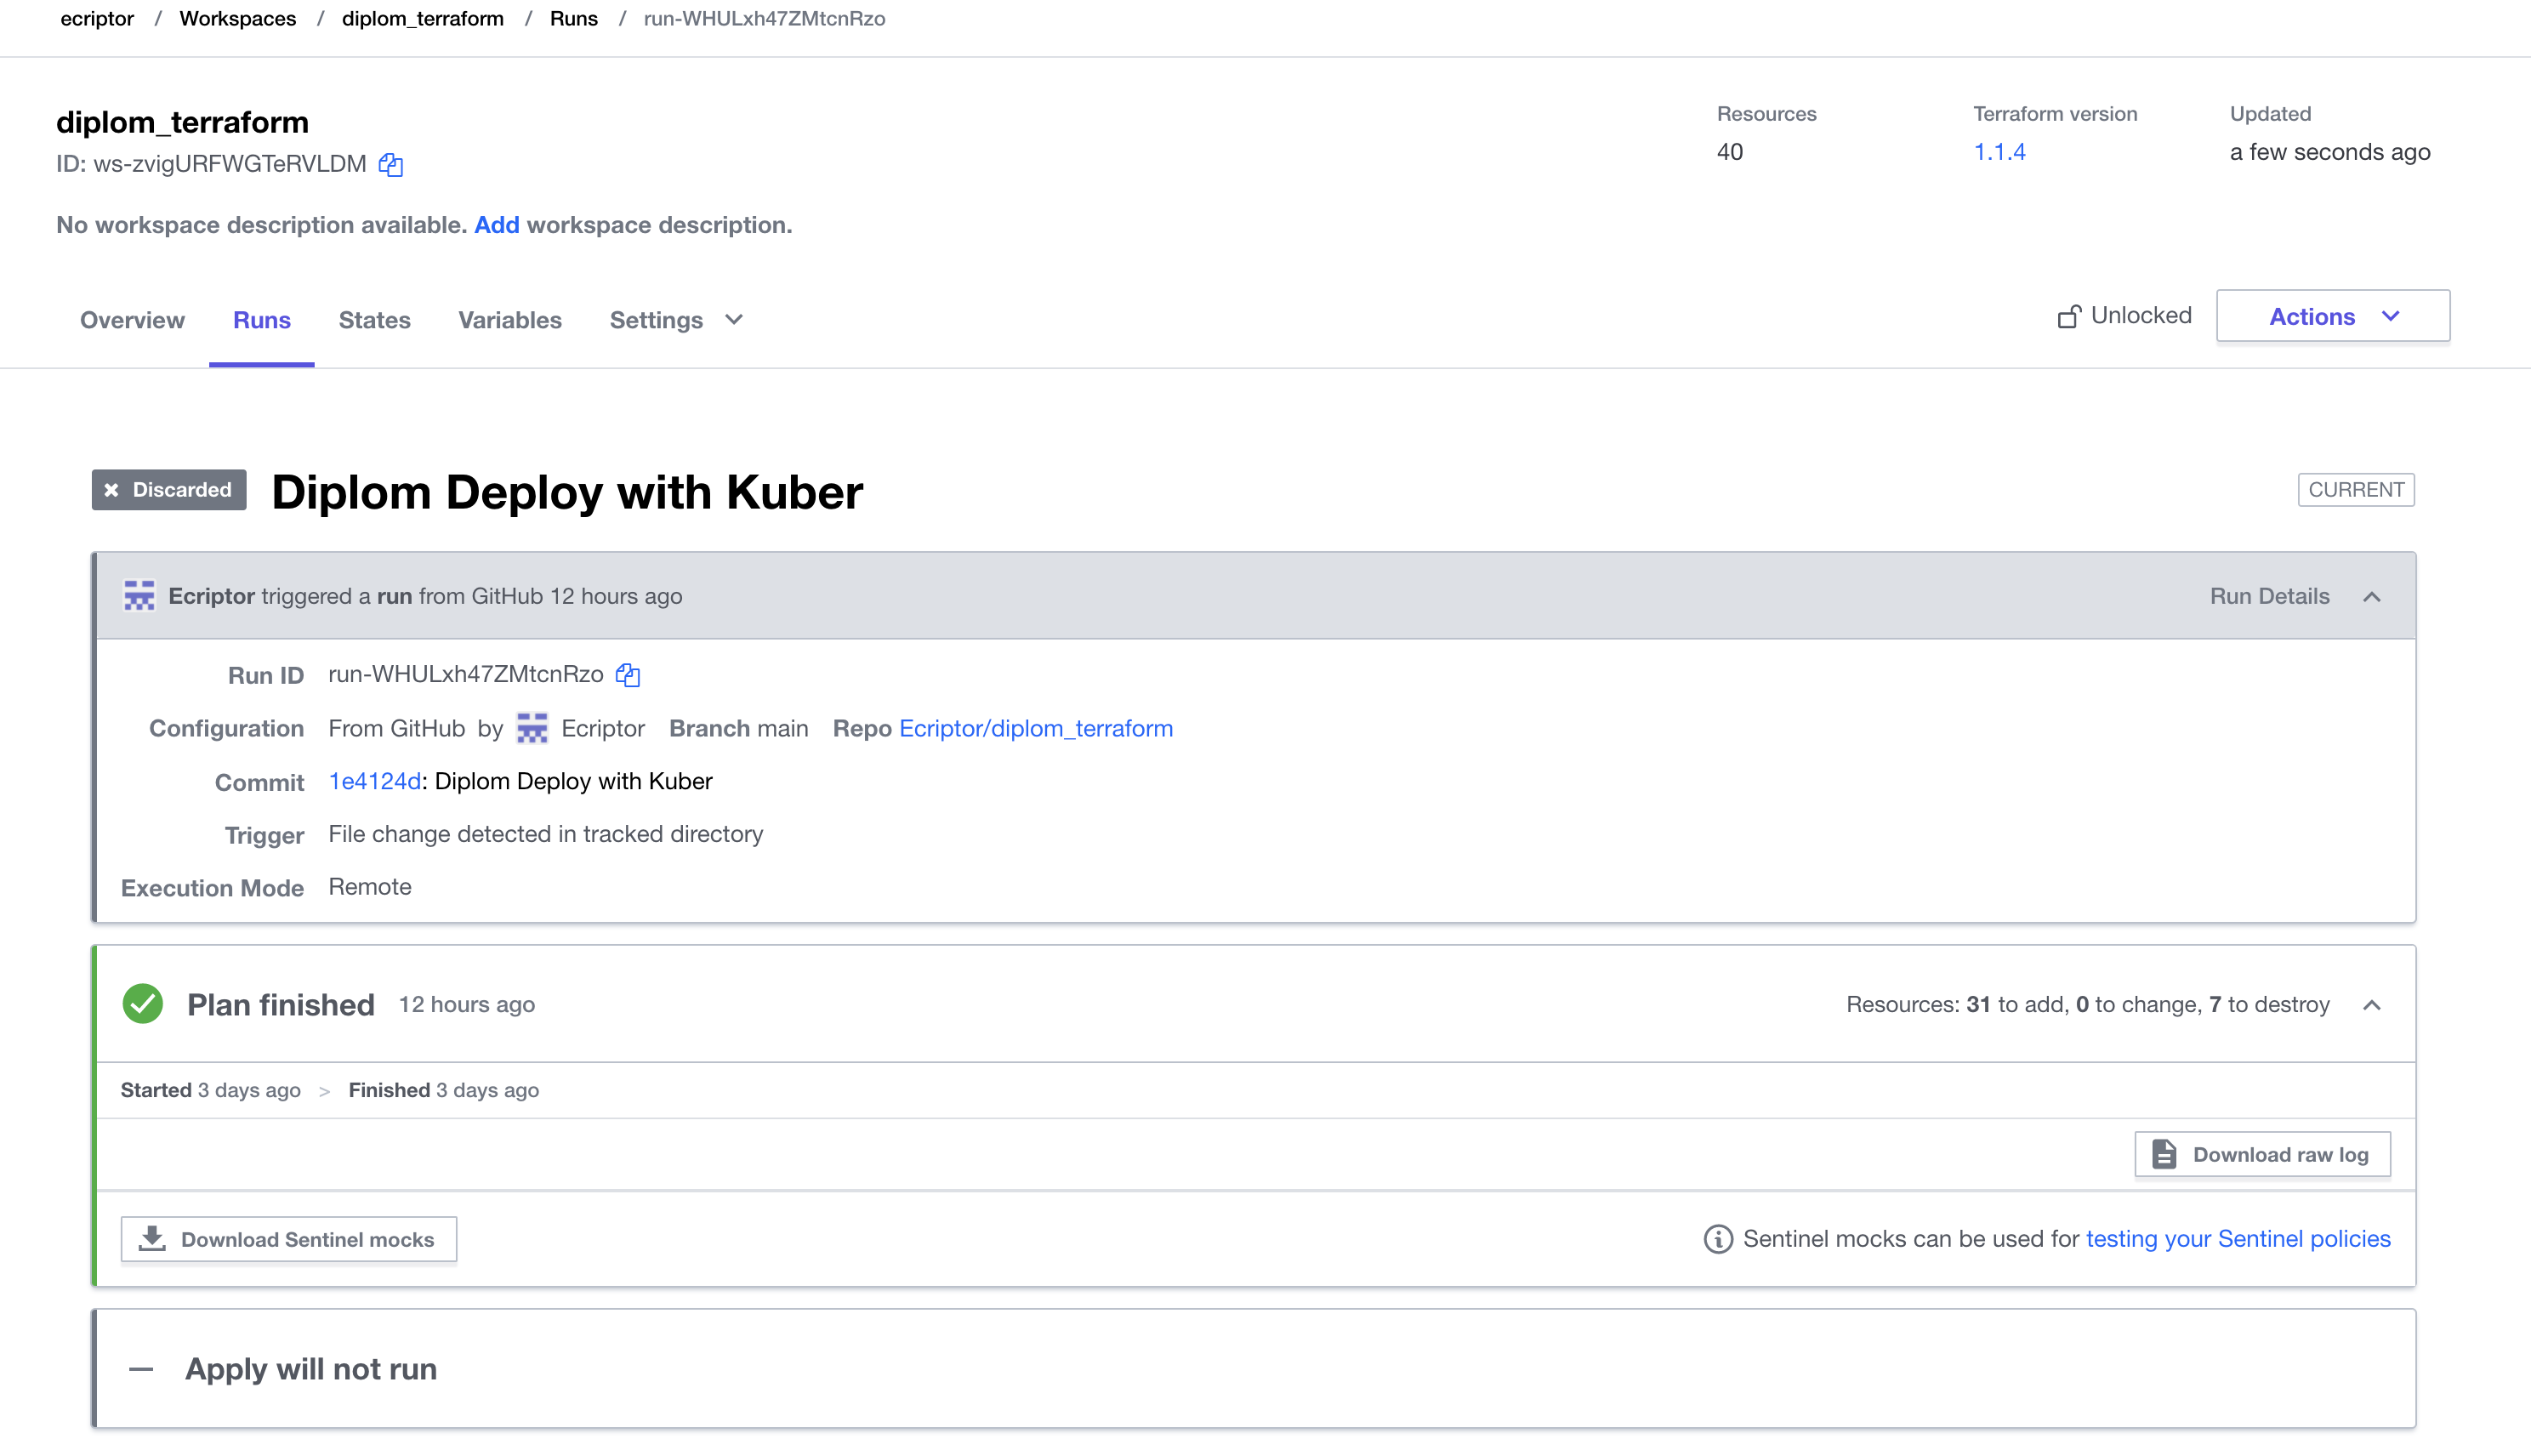 ecriptor / Workspaces / diplom_terraform / Runs / run-WHULxh47ZMtcnRzo
diplom_terraform
ID: ws-zvigURFWGTeRVLDM
No workspace description available. Add workspace description.
Resources
40
Terraform version
1.1.4
Updated
a few seconds ago
Overview Runs States Variables Settings
Unlocked
Actions
Discarded Diplom Deploy with Kuber
CURRENT
Ecriptor triggered a run from GitHub 12 hours ago
Run Details
Run ID run-WHULxh47ZMtcnRzo
Configuration From GitHub by Ecriptor Branch main Repo Ecriptor/diplom_terraform
Commit 1e4124d: Diplom Deploy with Kuber
Trigger File change detected in tracked directory
Execution Mode Remote
Plan finished 12 hours ago
Resources: 31 to add, 0 to change, 7 to destroy
Started 3 days ago > Finished 3 days ago
Download raw log
Download Sentinel mocks
Sentinel mocks can be used for testing your Sentinel policies
Apply will not run